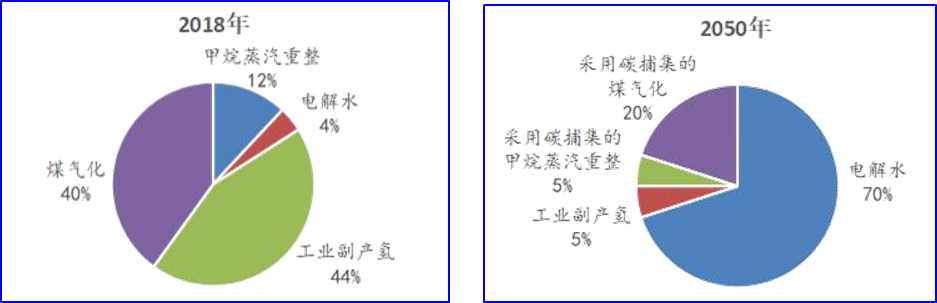 2018年
甲烷蒸汽重整
12%
电解水
4%
煤气化
40%
工业副产氢
44%
2050年
采用碳捕集的
煤气化
20%
采用碳捕集的
甲烷蒸汽重整
5%
电解水
70%
工业副产氢
5%